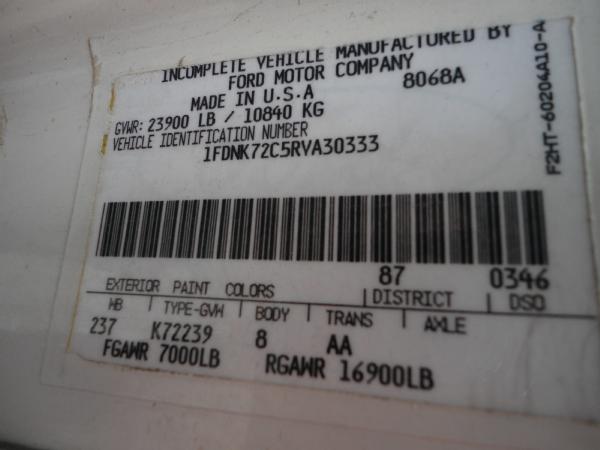 INCOMPLETE VEHICLE MANUFACTURED BY
FORD MOTOR COMPANY
MADE IN U.S.A 8068A
GVWR: 23900 LB / 10840 KG
VEHICLE IDENTIFICATION NUMBER
1FDNK72C5RVA30333
F2HT-60204A10-A
87 0346
EXTERIOR PAINT COLORS DISTRICT DSO
WB TYPE-GVW BODY TRANS AXLE
237 K72239 8 AA
FGAWR 7000LB RGAWR 16900LB